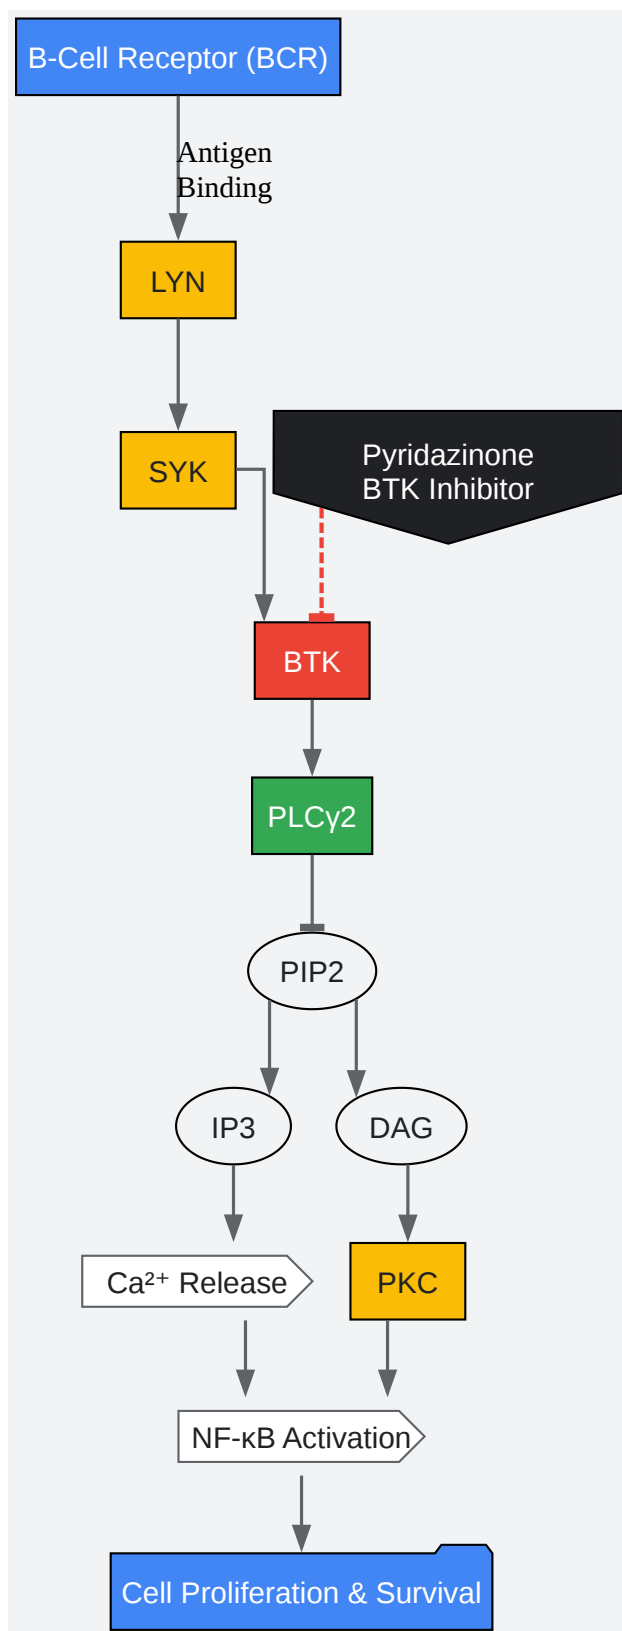 B-Cell Receptor (BCR)
Antigen
Binding
LYN
SYK
Pyridazinone
BTK Inhibitor
BTK
PLCγ2
PIP2
IP3
DAG
Ca²⁺ Release
PKC
NF-κB Activation
Cell Proliferation & Survival